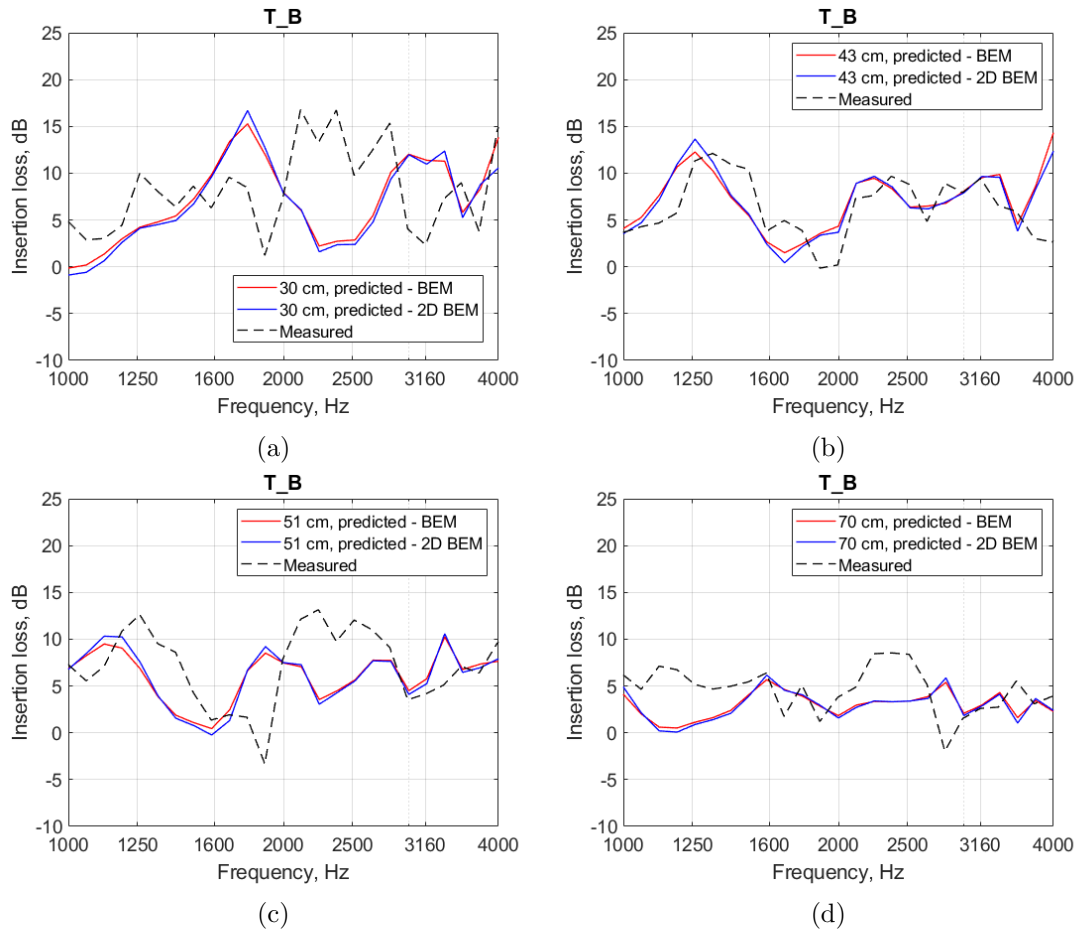 T_B
25
20
15
10
5
0
-5
-10
Insertion loss, dB
30 cm, predicted - BEM
30 cm, predicted - 2D BEM
Measured
1000 1250 1600 2000 2500 3160 4000
Frequency, Hz
(a)
T_B
25
20
15
10
5
0
-5
-10
Insertion loss, dB
43 cm, predicted - BEM
43 cm, predicted - 2D BEM
Measured
1000 1250 1600 2000 2500 3160 4000
Frequency, Hz
(b)
T_B
25
20
15
10
5
0
-5
-10
Insertion loss, dB
51 cm, predicted - BEM
51 cm, predicted - 2D BEM
Measured
1000 1250 1600 2000 2500 3160 4000
Frequency, Hz
(c)
T_B
25
20
15
10
5
0
-5
-10
Insertion loss, dB
70 cm, predicted - BEM
70 cm, predicted - 2D BEM
Measured
1000 1250 1600 2000 2500 3160 4000
Frequency, Hz
(d)